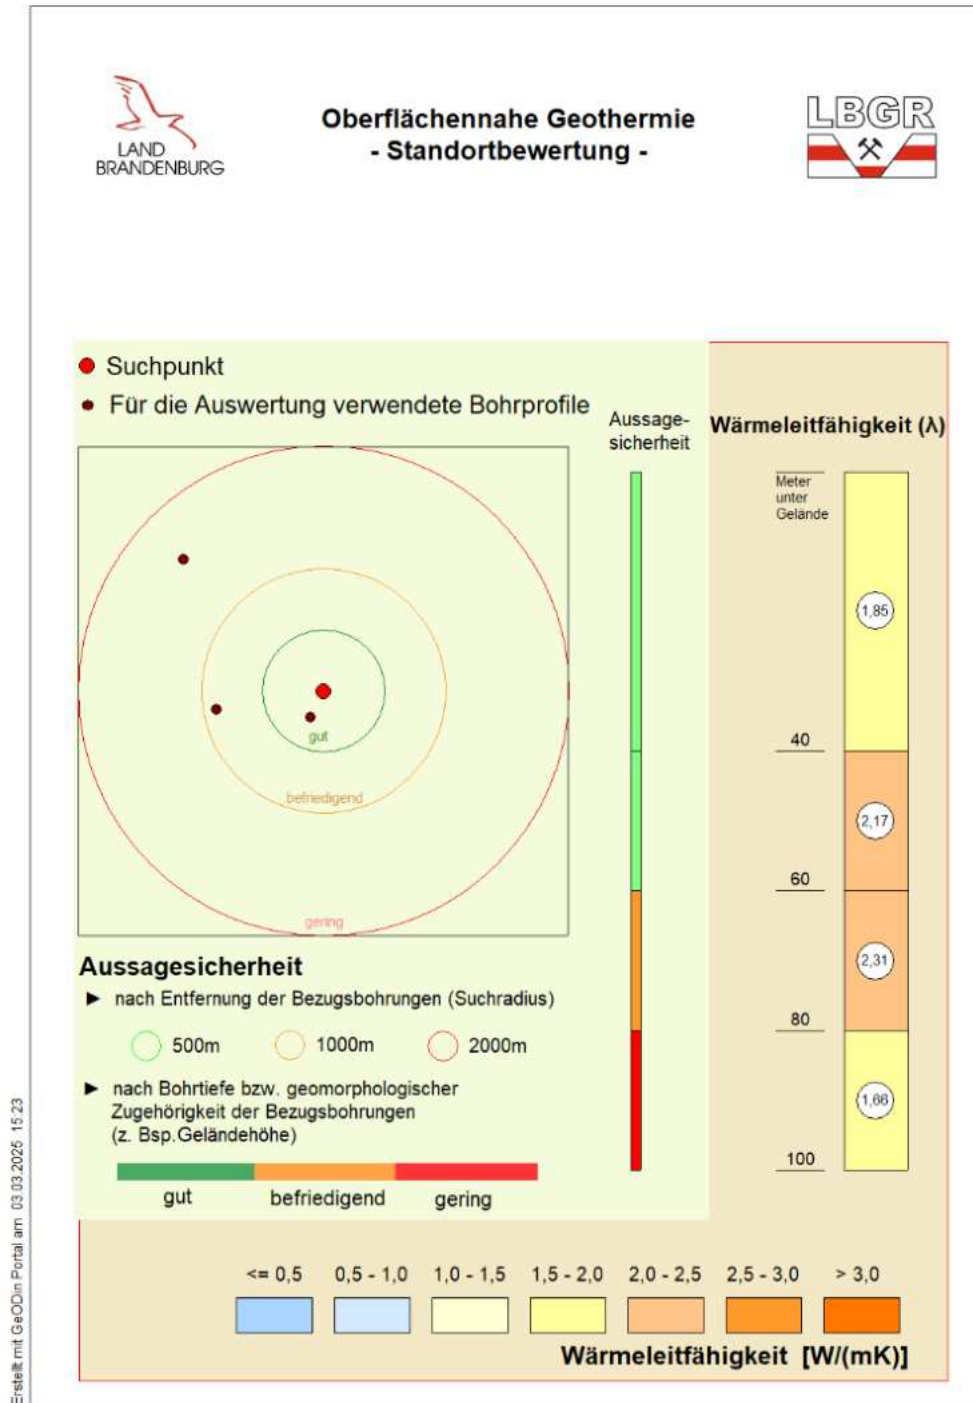 LAND
BRANDENBURG
Oberflächennahe Geothermie
- Standortbewertung -
LBGR
Suchpunkt
Für die Auswertung verwendete Bohrprofile
gut
befriedigend
gering
Aussage-
sicherheit
Wärmeleitfähigkeit (λ)
Meter
unter
Gelände
1,85
40
2,17
60
2,31
80
1,66
100
Aussagesicherheit
► nach Entfernung der Bezugsbohrungen (Suchradius)
500m 1000m 2000m
► nach Bohrtiefe bzw. geomorphologischer
Zugehörigkeit der Bezugsbohrungen
(z. Bsp.Geländehöhe)
gut befriedigend gering
<= 0,5 0,5 - 1,0 1,0 - 1,5 1,5 - 2,0 2,0 - 2,5 2,5 - 3,0 > 3,0
Wärmeleitfähigkeit [W/(mK)]
Erstellt mit GeODin Portal am 03.03.2025 15:23